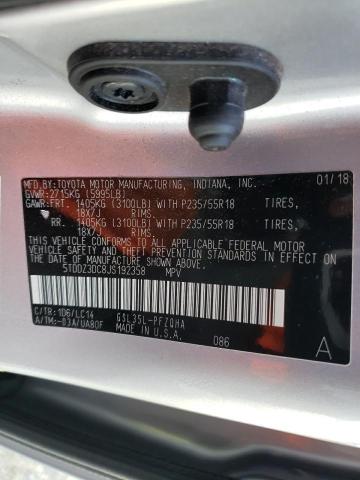 MFD. BY: TOYOTA MOTOR MANUFACTURING, INDIANA, INC. 01/18
GVWR: 2715KG (5995LB)
GAWR: FRT. 1405KG (3100LB) WITH P235/55R18 TIRES,
18X7J RIMS.
RR. 1405KG (3100LB) WITH P235/55R18 TIRES,
18X7J RIMS.
THIS VEHICLE CONFORMS TO ALL APPLICABLE FEDERAL MOTOR
VEHICLE SAFETY AND THEFT PREVENTION STANDARDS IN EFFECT
ON THE DATE OF MANUFACTURE SHOWN ABOVE.
5TDDZ3DC8JS192358 MPV
C/TR: 1D6/LC14 GSL35L-PFZQHA
A/TM: -03A/UA80F MADE IN U.S.A. 086 A